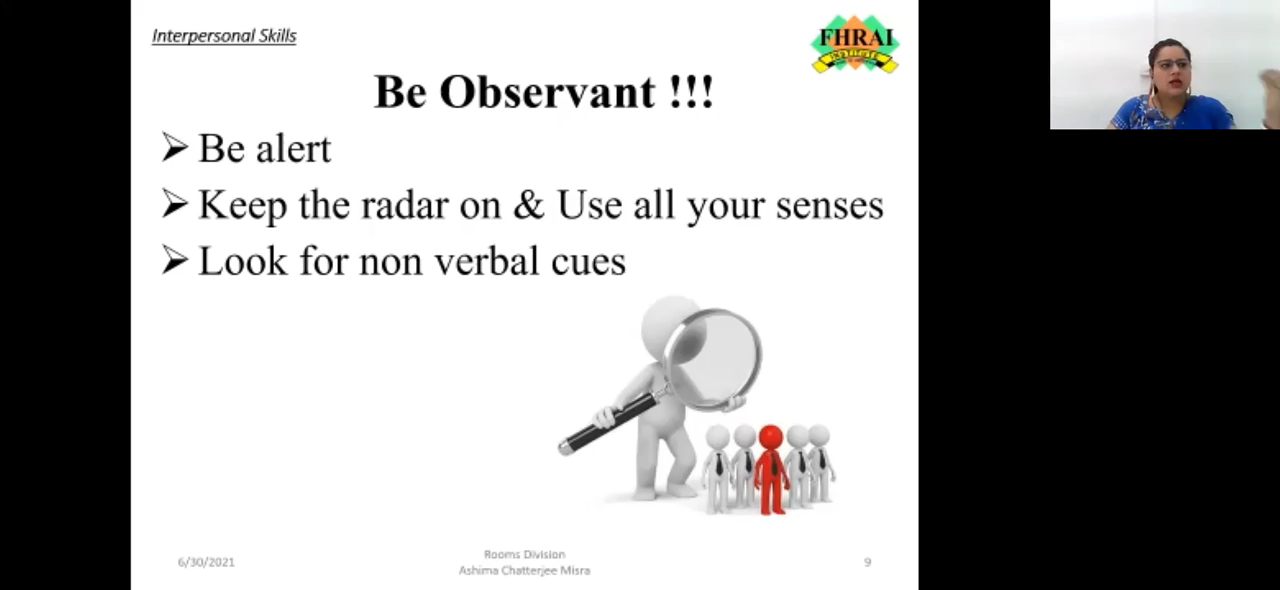 Interpersonal Skills
FHRAI
Be Observant !!!
➢ Be alert
➢ Keep the radar on & Use all your senses
➢ Look for non verbal cues
6/30/2021
Rooms Division
Ashima Chatterjee Misra
9